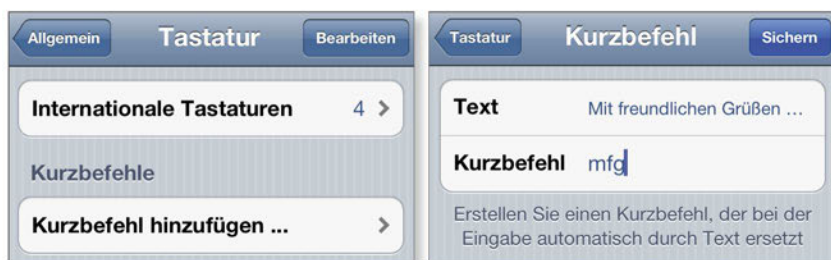 Allgemein Tastatur Bearbeiten
Internationale Tastaturen 4
Kurzbefehle
Kurzbefehl hinzufügen ...
Tastatur Kurzbefehl Sichern
Text Mit freundlichen Grüßen ...
Kurzbefehl mfg
Erstellen Sie einen Kurzbefehl, der bei der
Eingabe automatisch durch Text ersetzt